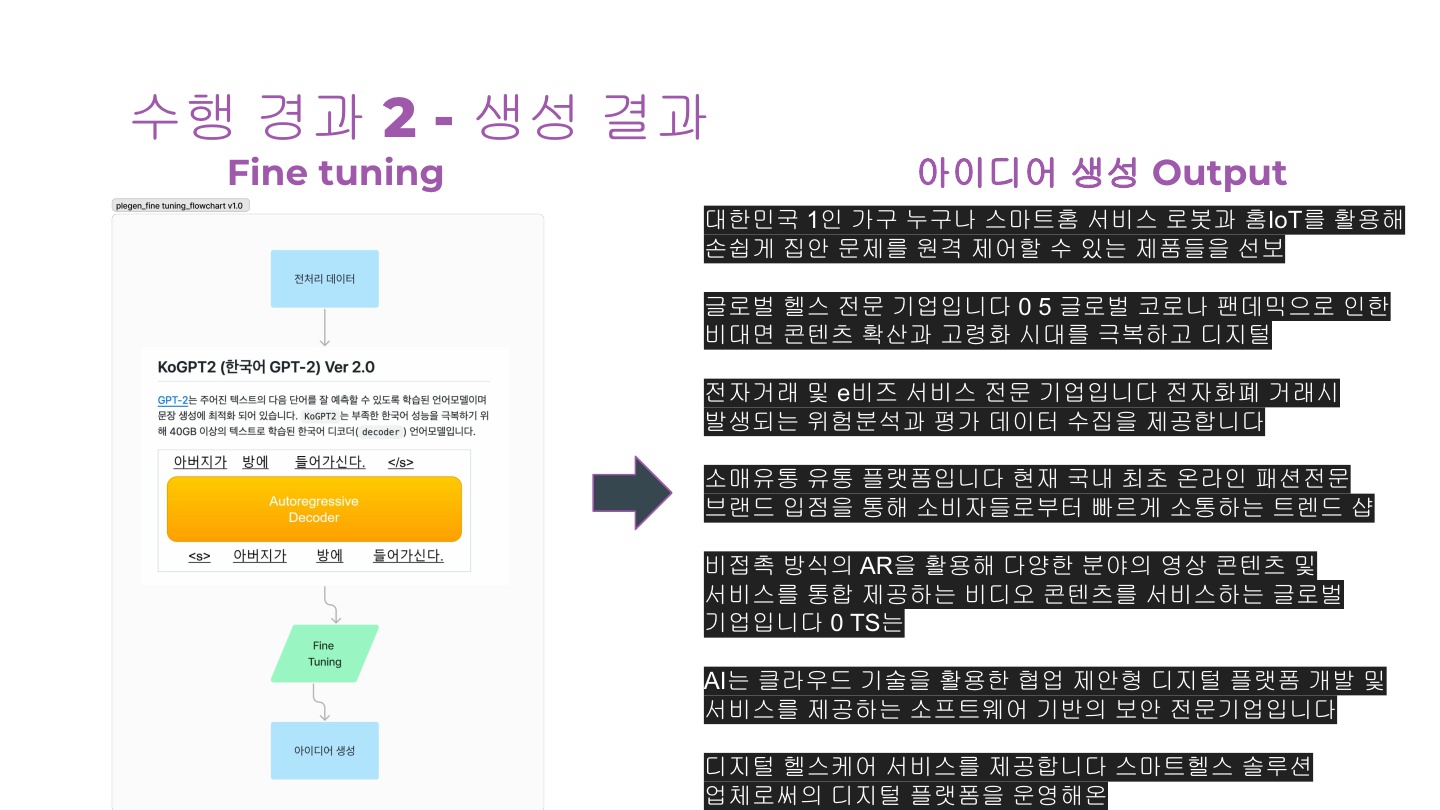 수행 경과 2 - 생성 결과
Fine tuning
plegen_fine tuning_flowchart v1.0
전처리 데이터
KoGPT2 (한국어 GPT-2) Ver 2.0
GPT-2는 주어진 텍스트의 다음 단어를 잘 예측할 수 있도록 학습된 언어모델이며
문장 생성에 최적화 되어 있습니다. KoGPT2 는 부족한 한국어 성능을 극복하기 위
해 40GB 이상의 텍스트로 학습된 한국어 디코더( decoder ) 언어모델입니다.
아버지가 방에 들어가신다. </s>
Autoregressive
Decoder
<s> 아버지가 방에 들어가신다.
Fine
Tuning
아이디어 생성
아이디어 생성 Output
대한민국 1인 가구 누구나 스마트홈 서비스 로봇과 홈IoT를 활용해
손쉽게 집안 문제를 원격 제어할 수 있는 제품들을 선보
글로벌 헬스 전문 기업입니다 0 5 글로벌 코로나 팬데믹으로 인한
비대면 콘텐츠 확산과 고령화 시대를 극복하고 디지털
전자거래 및 e비즈 서비스 전문 기업입니다 전자화폐 거래시
발생되는 위험분석과 평가 데이터 수집을 제공합니다
소매유통 유통 플랫폼입니다 현재 국내 최초 온라인 패션전문
브랜드 입점을 통해 소비자들로부터 빠르게 소통하는 트렌드 샵
비접촉 방식의 AR을 활용해 다양한 분야의 영상 콘텐츠 및
서비스를 통합 제공하는 비디오 콘텐츠를 서비스하는 글로벌
기업입니다 0 TS는
AI는 클라우드 기술을 활용한 협업 제안형 디지털 플랫폼 개발 및
서비스를 제공하는 소프트웨어 기반의 보안 전문기업입니다
디지털 헬스케어 서비스를 제공합니다 스마트헬스 솔루션
업체로써의 디지털 플랫폼을 운영해온